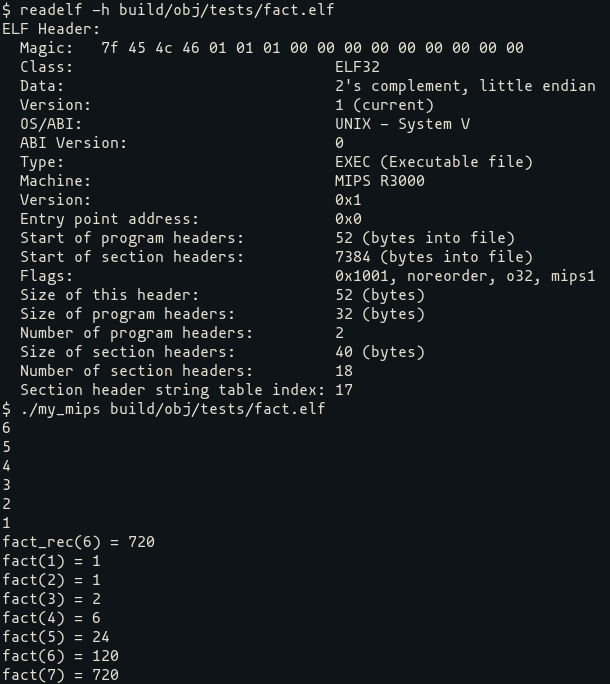 $ readelf -h build/obj/tests/fact.elf
ELF Header:
  Magic:   7f 45 4c 46 01 01 01 00 00 00 00 00 00 00 00 00
  Class:                             ELF32
  Data:                              2's complement, little endian
  Version:                           1 (current)
  OS/ABI:                            UNIX - System V
  ABI Version:                       0
  Type:                              EXEC (Executable file)
  Machine:                           MIPS R3000
  Version:                           0x1
  Entry point address:               0x0
  Start of program headers:          52 (bytes into file)
  Start of section headers:          7384 (bytes into file)
  Flags:                             0x1001, noreorder, o32, mips1
  Size of this header:               52 (bytes)
  Size of program headers:           32 (bytes)
  Number of program headers:         2
  Size of section headers:           40 (bytes)
  Number of section headers:         18
  Section header string table index: 17
$ ./my_mips build/obj/tests/fact.elf
6
5
4
3
2
1
fact_rec(6) = 720
fact(1) = 1
fact(2) = 1
fact(3) = 2
fact(4) = 6
fact(5) = 24
fact(6) = 120
fact(7) = 720